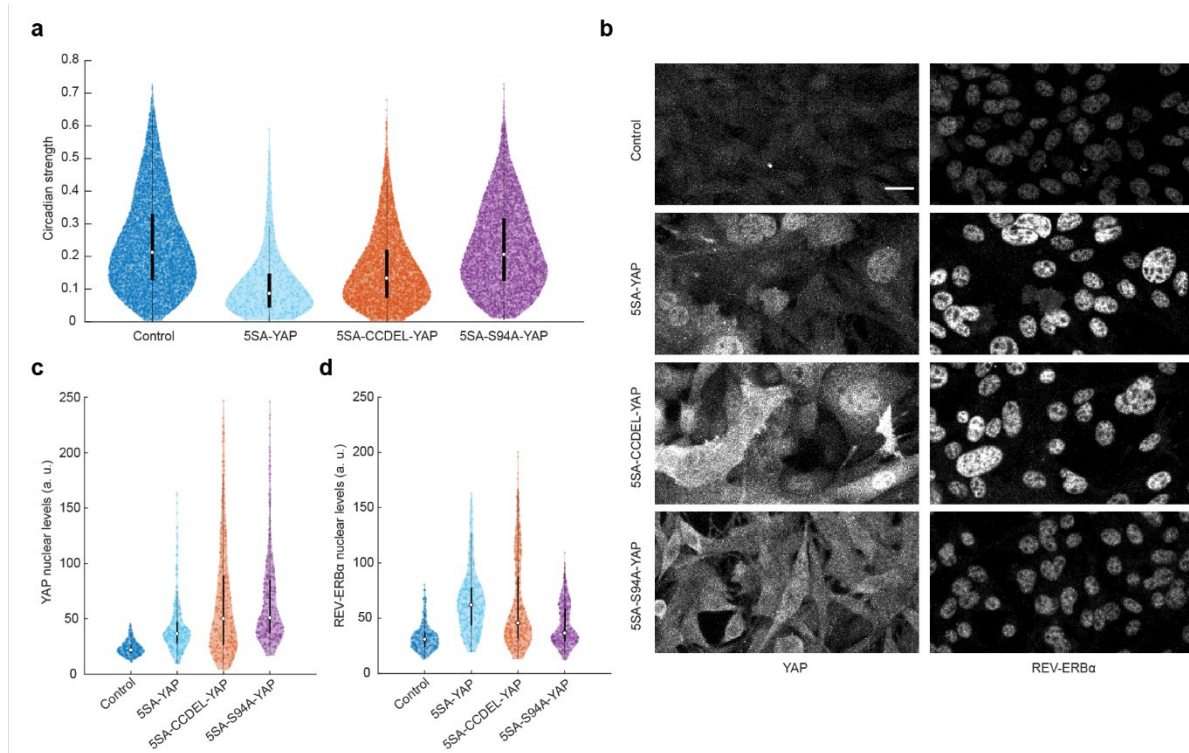 a
0.8
0.7
0.6
0.5
0.4
0.3
0.2
0.1
0
Circadian strength
Control
5SA-YAP
5SA-CCDEL-YAP
5SA-S94A-YAP
b
Control
5SA-YAP
5SA-CCDEL-YAP
5SA-S94A-YAP
YAP
REV-ERBα
c
250
200
150
100
50
0
YAP nuclear levels (a. u.)
Control
5SA-YAP
5SA-CCDEL-YAP
5SA-S94A-YAP
d
250
200
150
100
50
0
REV-ERBα nuclear levels (a. u.)
Control
5SA-YAP
5SA-CCDEL-YAP
5SA-S94A-YAP